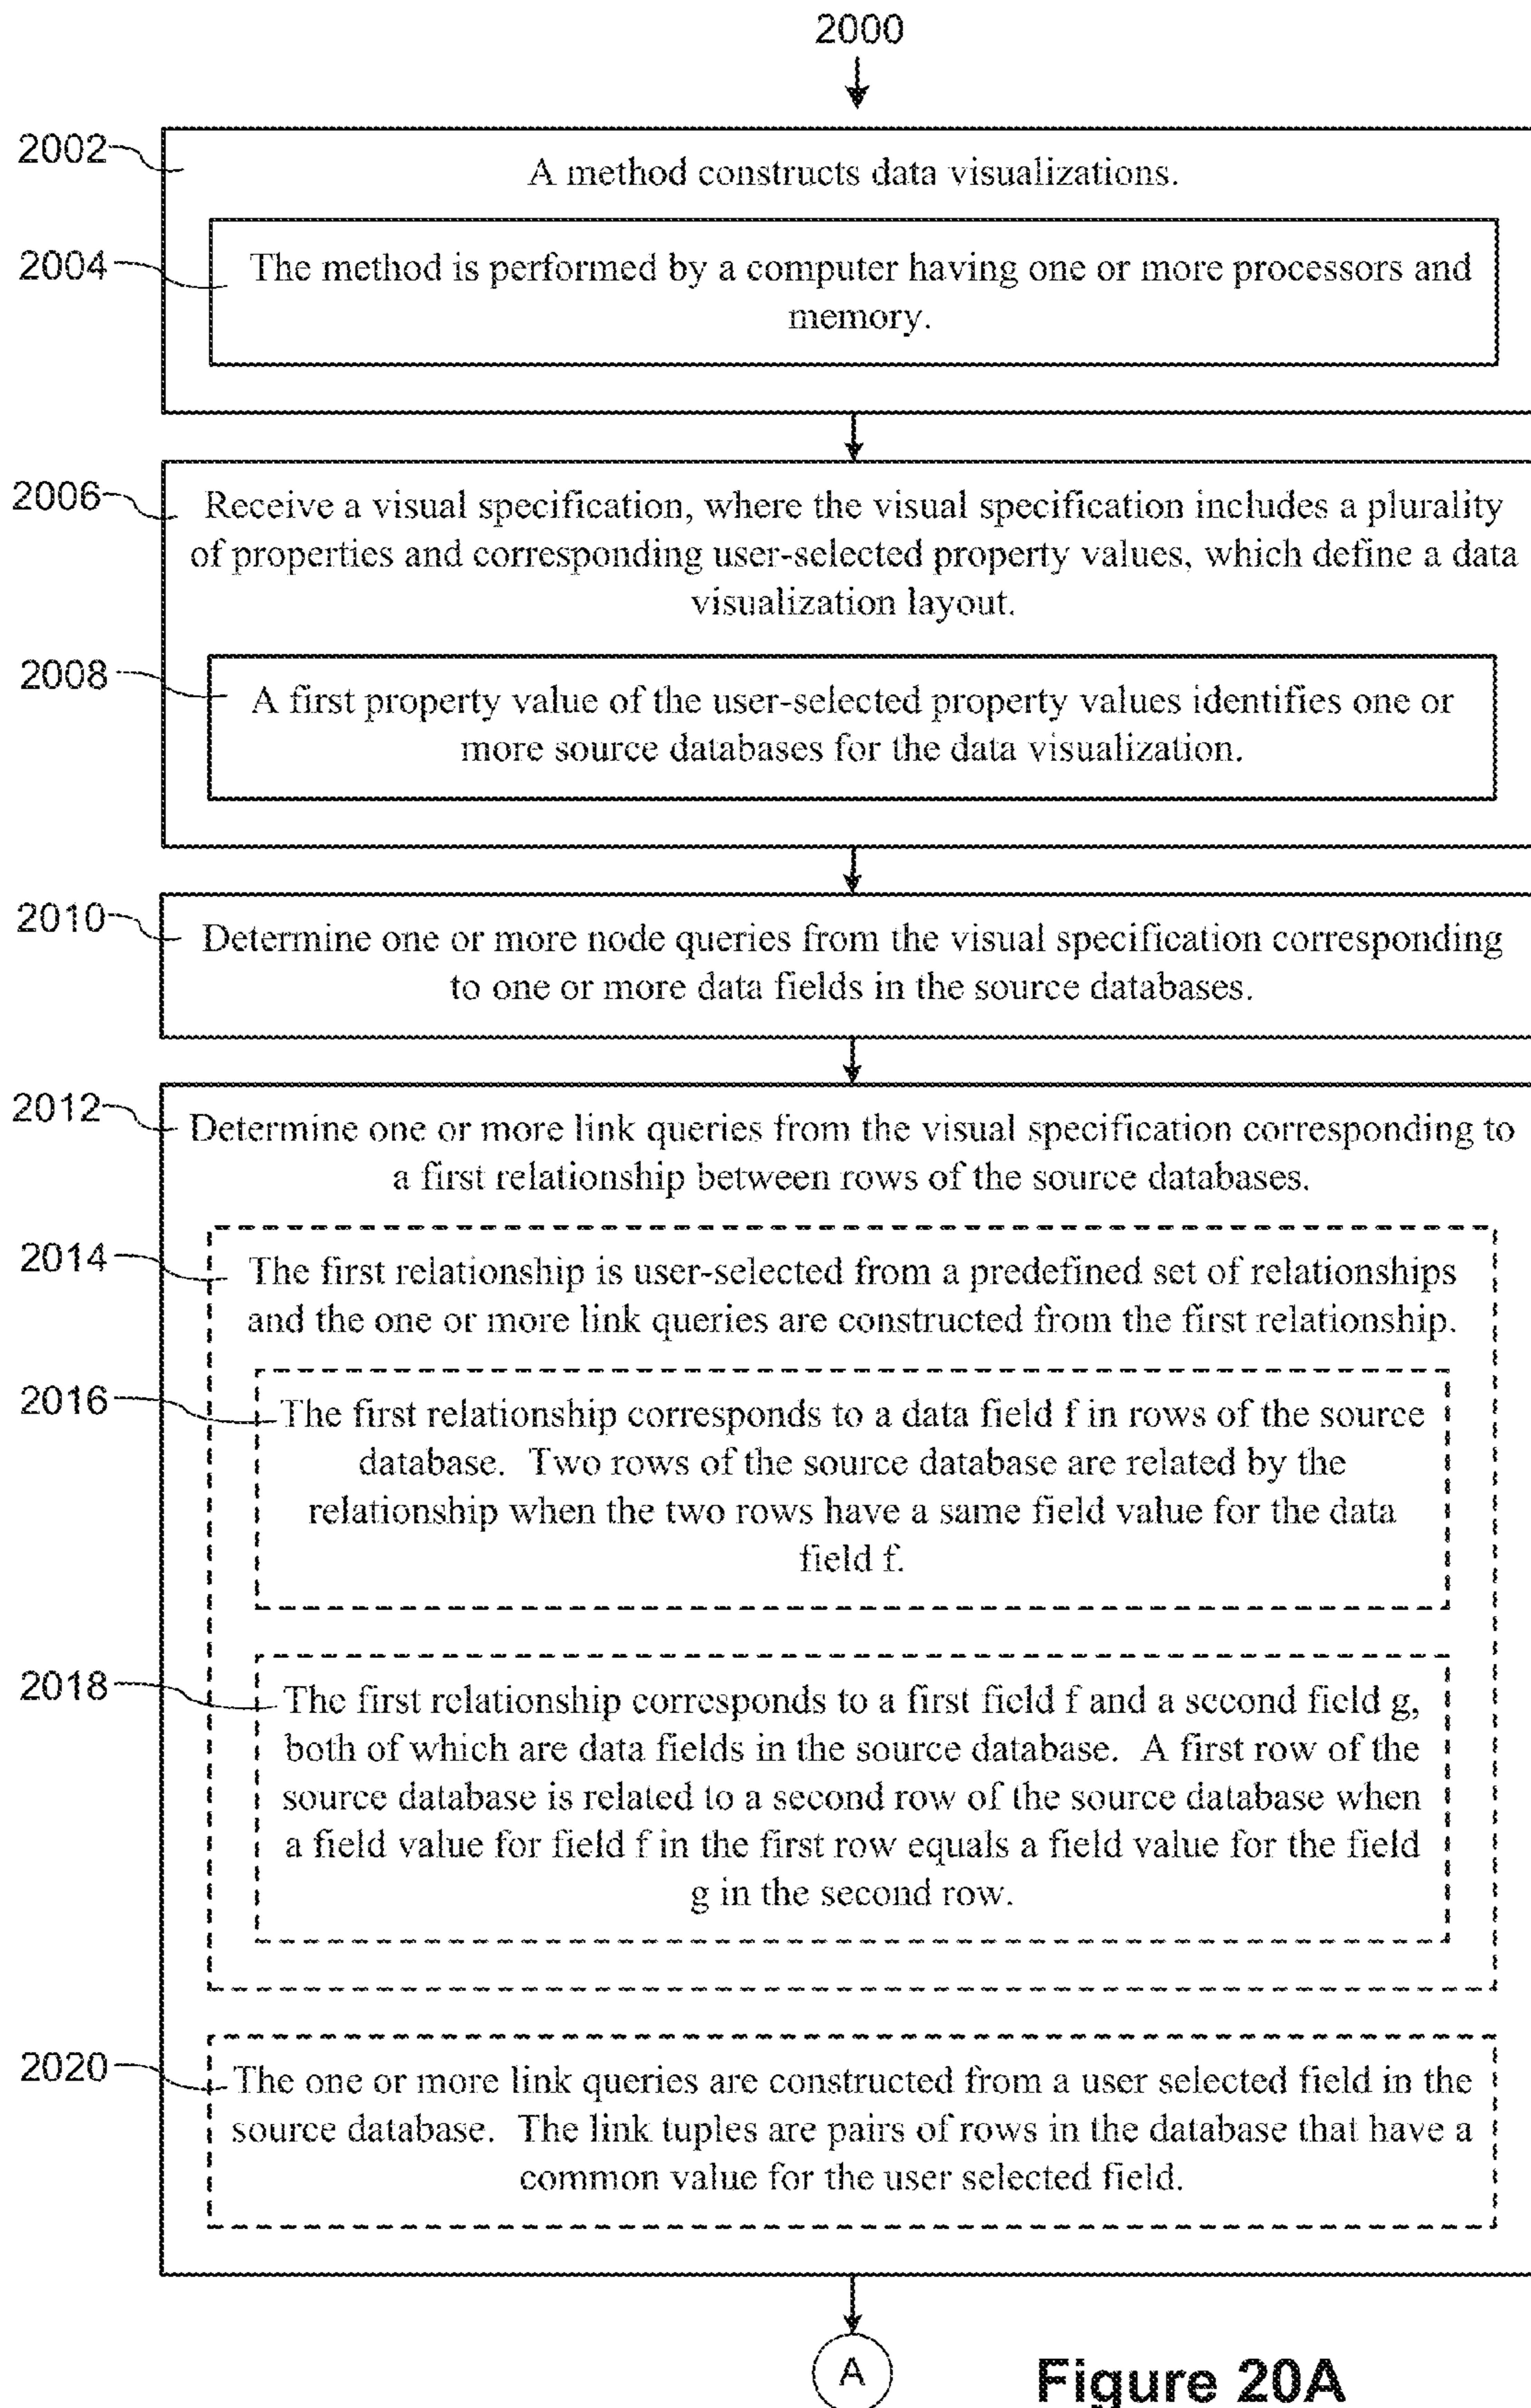 2000
2002
A method constructs data visualizations.
2004
The method is performed by a computer having one or more processors and
memory.
2006
Receive a visual specification, where the visual specification includes a plurality
of properties and corresponding user-selected property values, which define a data
visualization layout.
2008
A first property value of the user-selected property values identifies one or
more source databases for the data visualization.
2010
Determine one or more node queries from the visual specification corresponding
to one or more data fields in the source databases.
2012
Determine one or more link queries from the visual specification corresponding to
a first relationship between rows of the source databases.
2014
The first relationship is user-selected from a predefined set of relationships
and the one or more link queries are constructed from the first relationship.
2016
The first relationship corresponds to a data field f in rows of the source
database. Two rows of the source database are related by the
relationship when the two rows have a same field value for the data
field f.
2018
The first relationship corresponds to a first field f and a second field g,
both of which are data fields in the source database. A first row of the
source database is related to a second row of the source database when
a field value for field f in the first row equals a field value for the field
g in the second row.
2020
The one or more link queries are constructed from a user selected field in the
source database. The link tuples are pairs of rows in the database that have a
common value for the user selected field.
A
Figure 20A